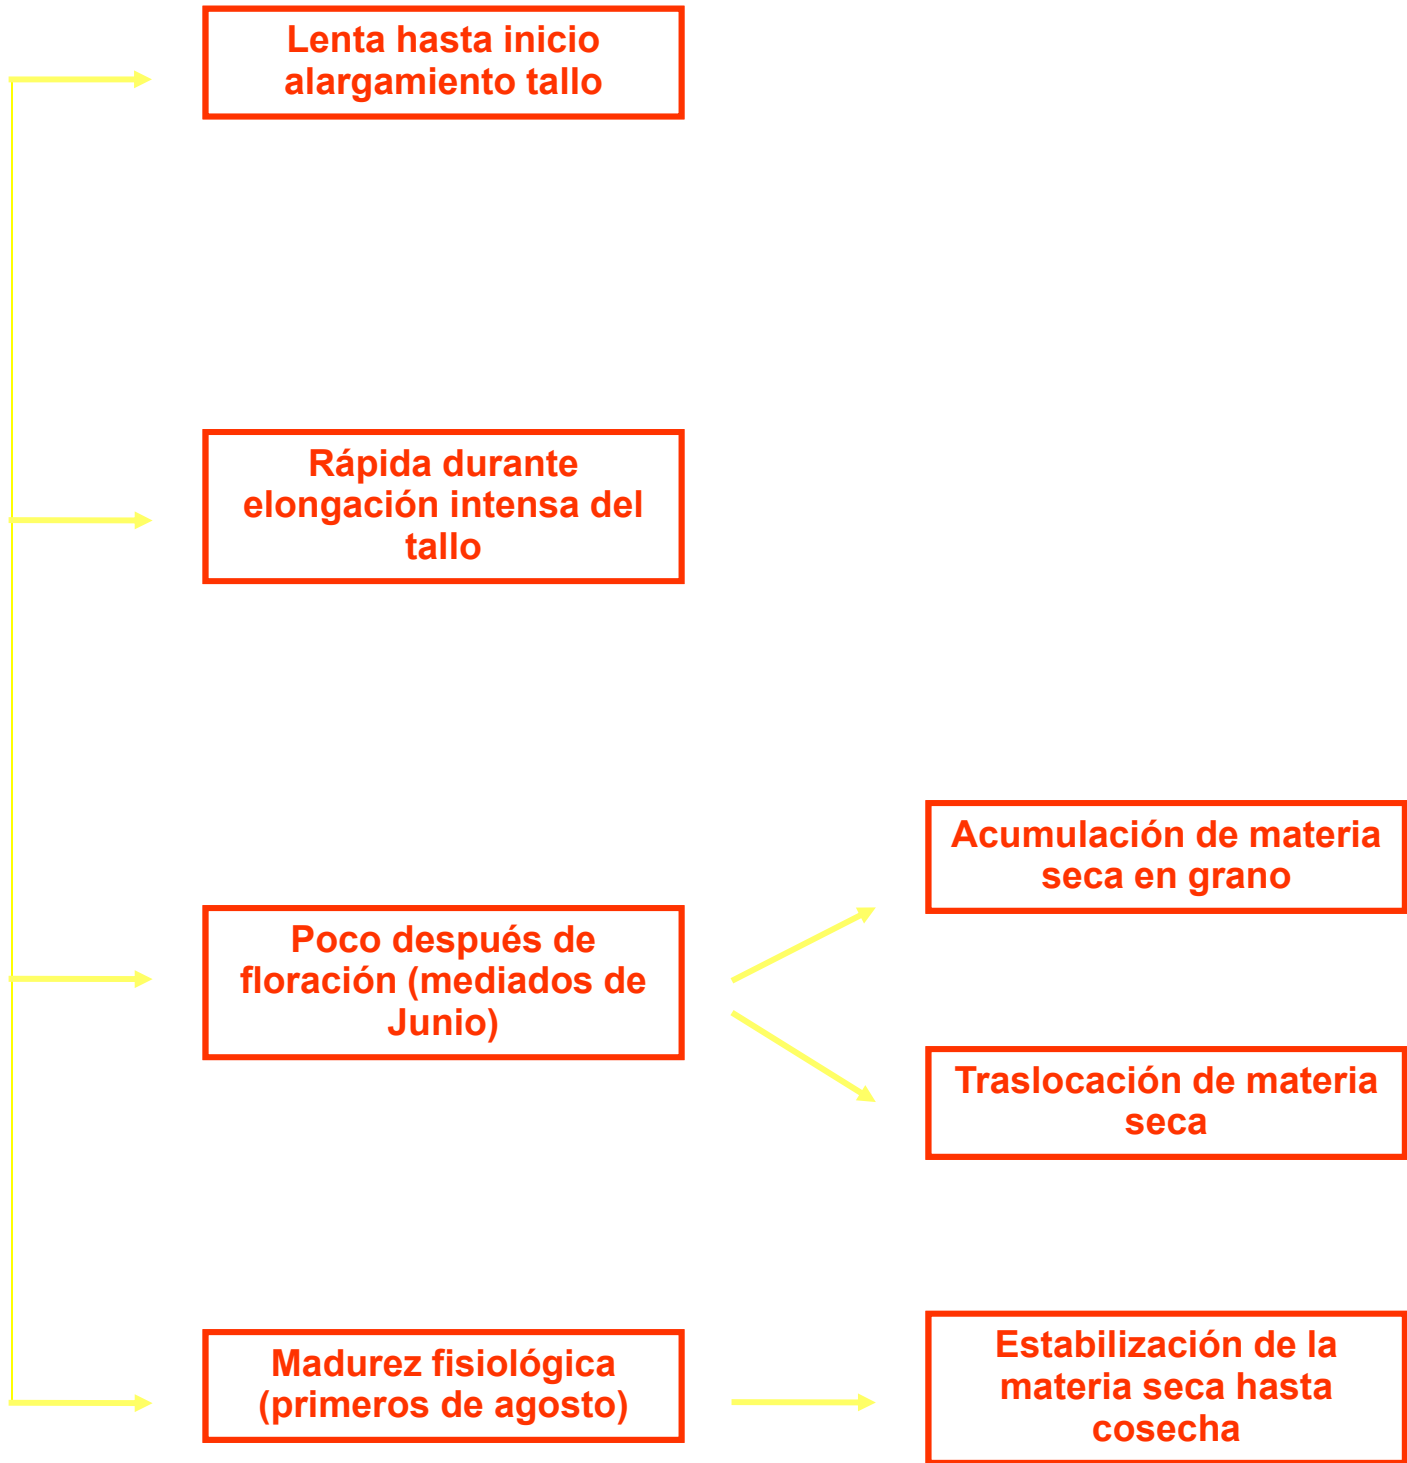 Lenta hasta inicio
alargamiento tallo
Rápida durante
elongación intensa del
tallo
Poco después de
floración (mediados de
Junio)
Acumulación de materia
seca en grano
Traslocación de materia
seca
Madurez fisiológica
(primeros de agosto)
Estabilización de la
materia seca hasta
cosecha